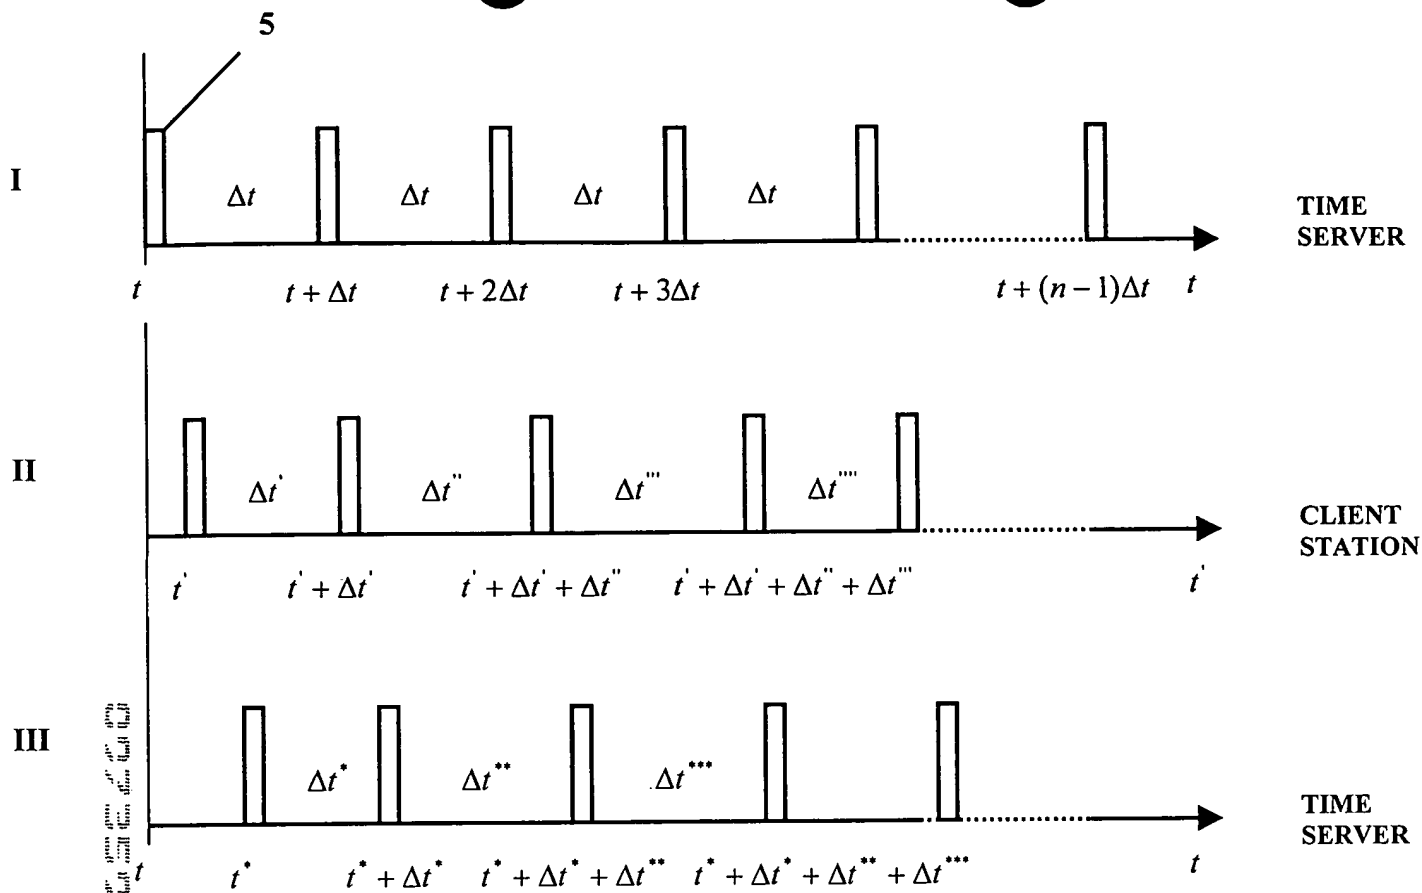 5
I
Δt Δt Δt Δt
TIME
SERVER
t t + Δt t + 2Δt t + 3Δt t + (n − 1)Δt t
II
Δt' Δt'' Δt''' Δt''''
CLIENT
STATION
t' t' + Δt' t' + Δt' + Δt'' t' + Δt' + Δt'' + Δt''' t'
III
Δt* Δt** Δt***
TIME
SERVER
t t* t* + Δt* t* + Δt* + Δt** t* + Δt* + Δt** + Δt*** t